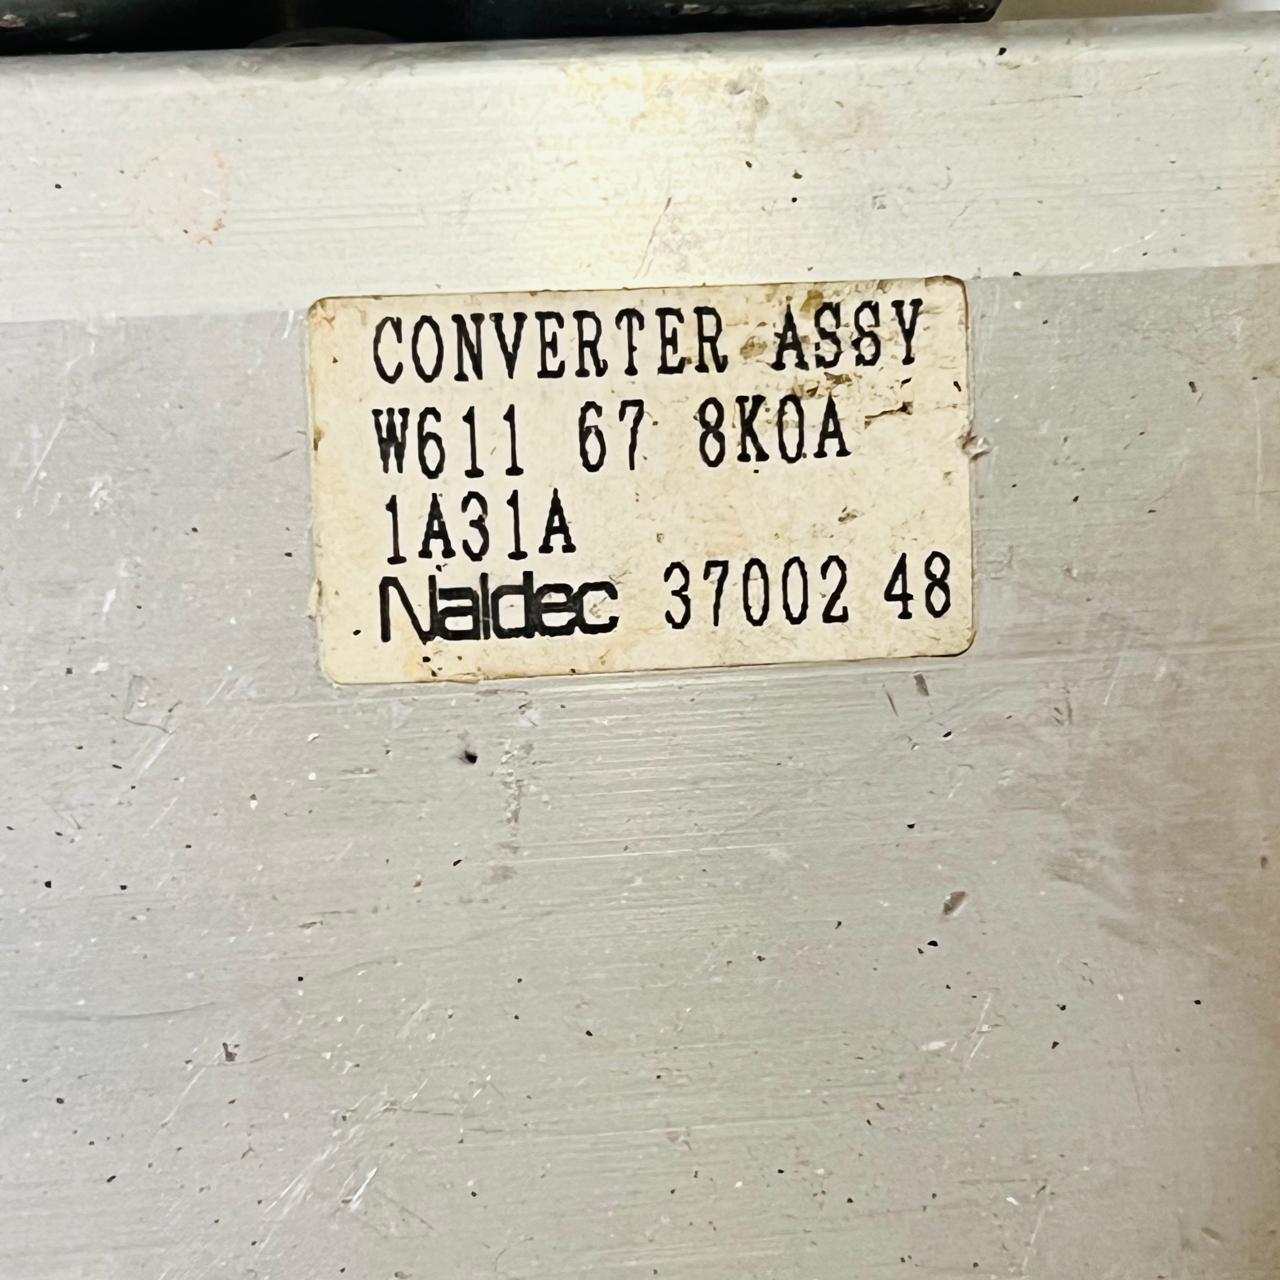 CONVERTER ASSY
W611 67 8K0A
1A31A
Naldec 37002 48